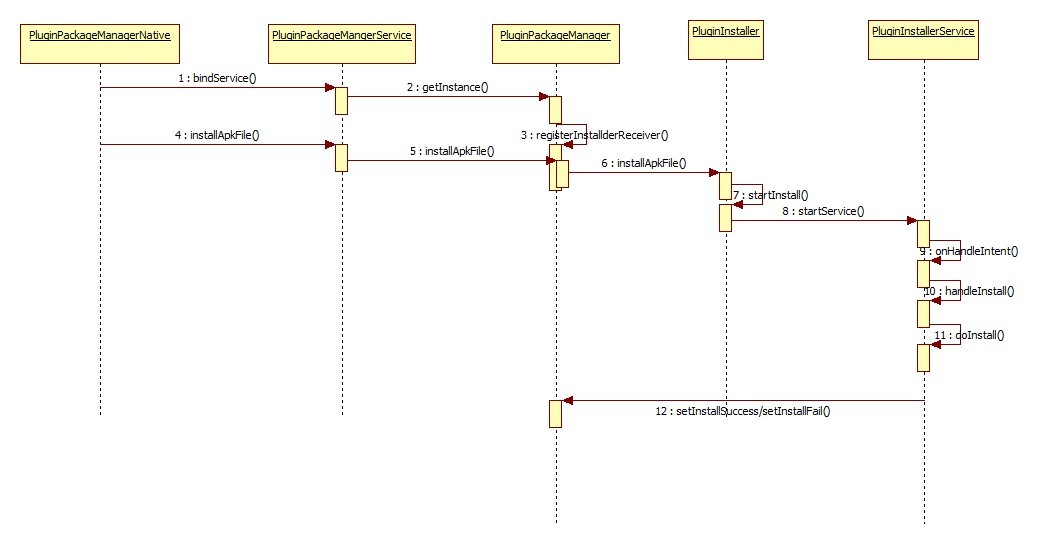 PluginPackageManagerNative
PluginPackageMangerService
PluginPackageManager
PluginInstaller
PluginInstallerService
1 : bindService()
2 : getInstance()
3 : registerInstallderReceiver()
4 : installApkFile()
5 : installApkFile()
6 : installApkFile()
7 : startInstall()
8 : startService()
9 : onHandleIntent()
10 : handleInstall()
11 : doInstall()
12 : setInstallSuccess/setInstallFail()